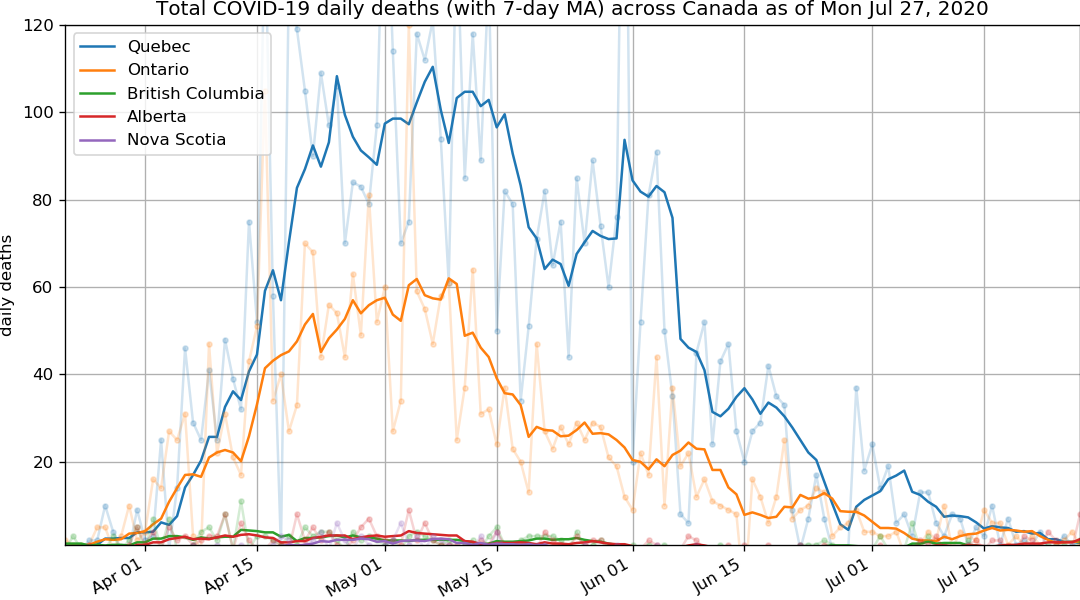 Total COVID-19 daily deaths (with 7-day MA) across Canada as of Mon Jul 27, 2020
120
100
80
60
40
20
daily deaths
Quebec
Ontario
British Columbia
Alberta
Nova Scotia
Apr 01
Apr 15
May 01
May 15
Jun 01
Jun 15
Jul 01
Jul 15